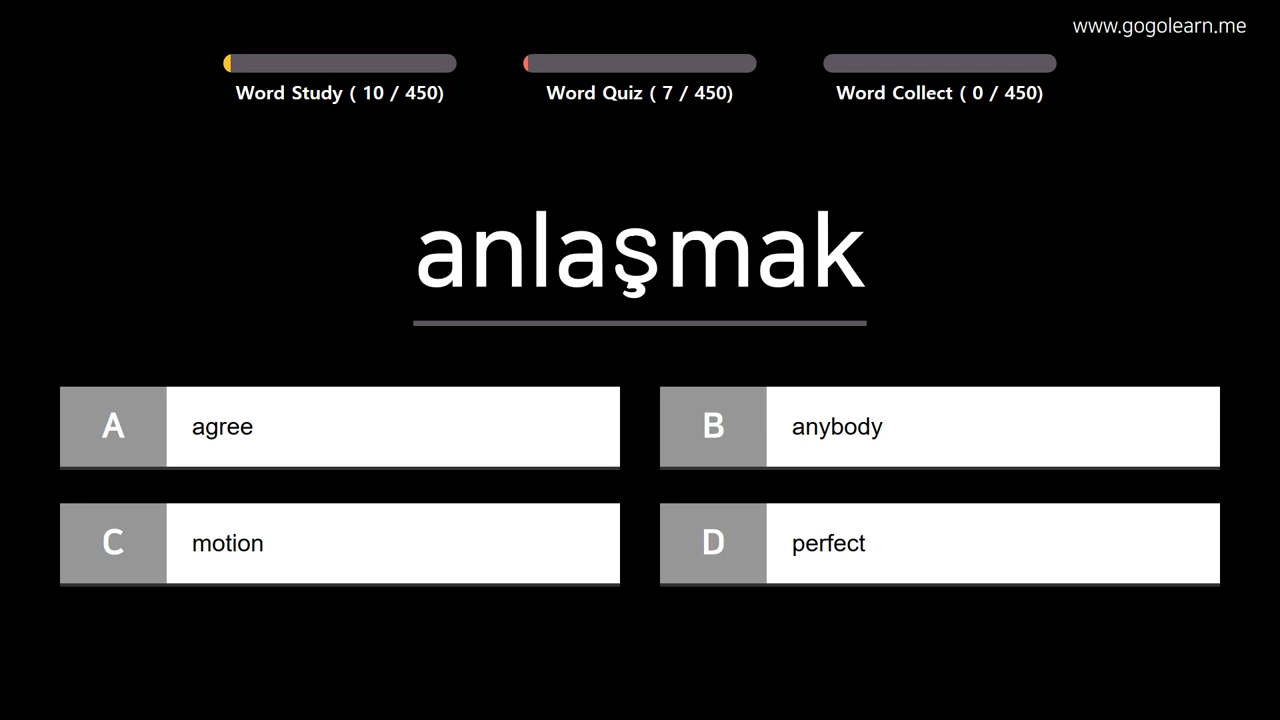 www.gogolearn.me
Word Study ( 10 / 450)
Word Quiz ( 7 / 450)
Word Collect ( 0 / 450)
anlaşmak
A agree
B anybody
C motion
D perfect